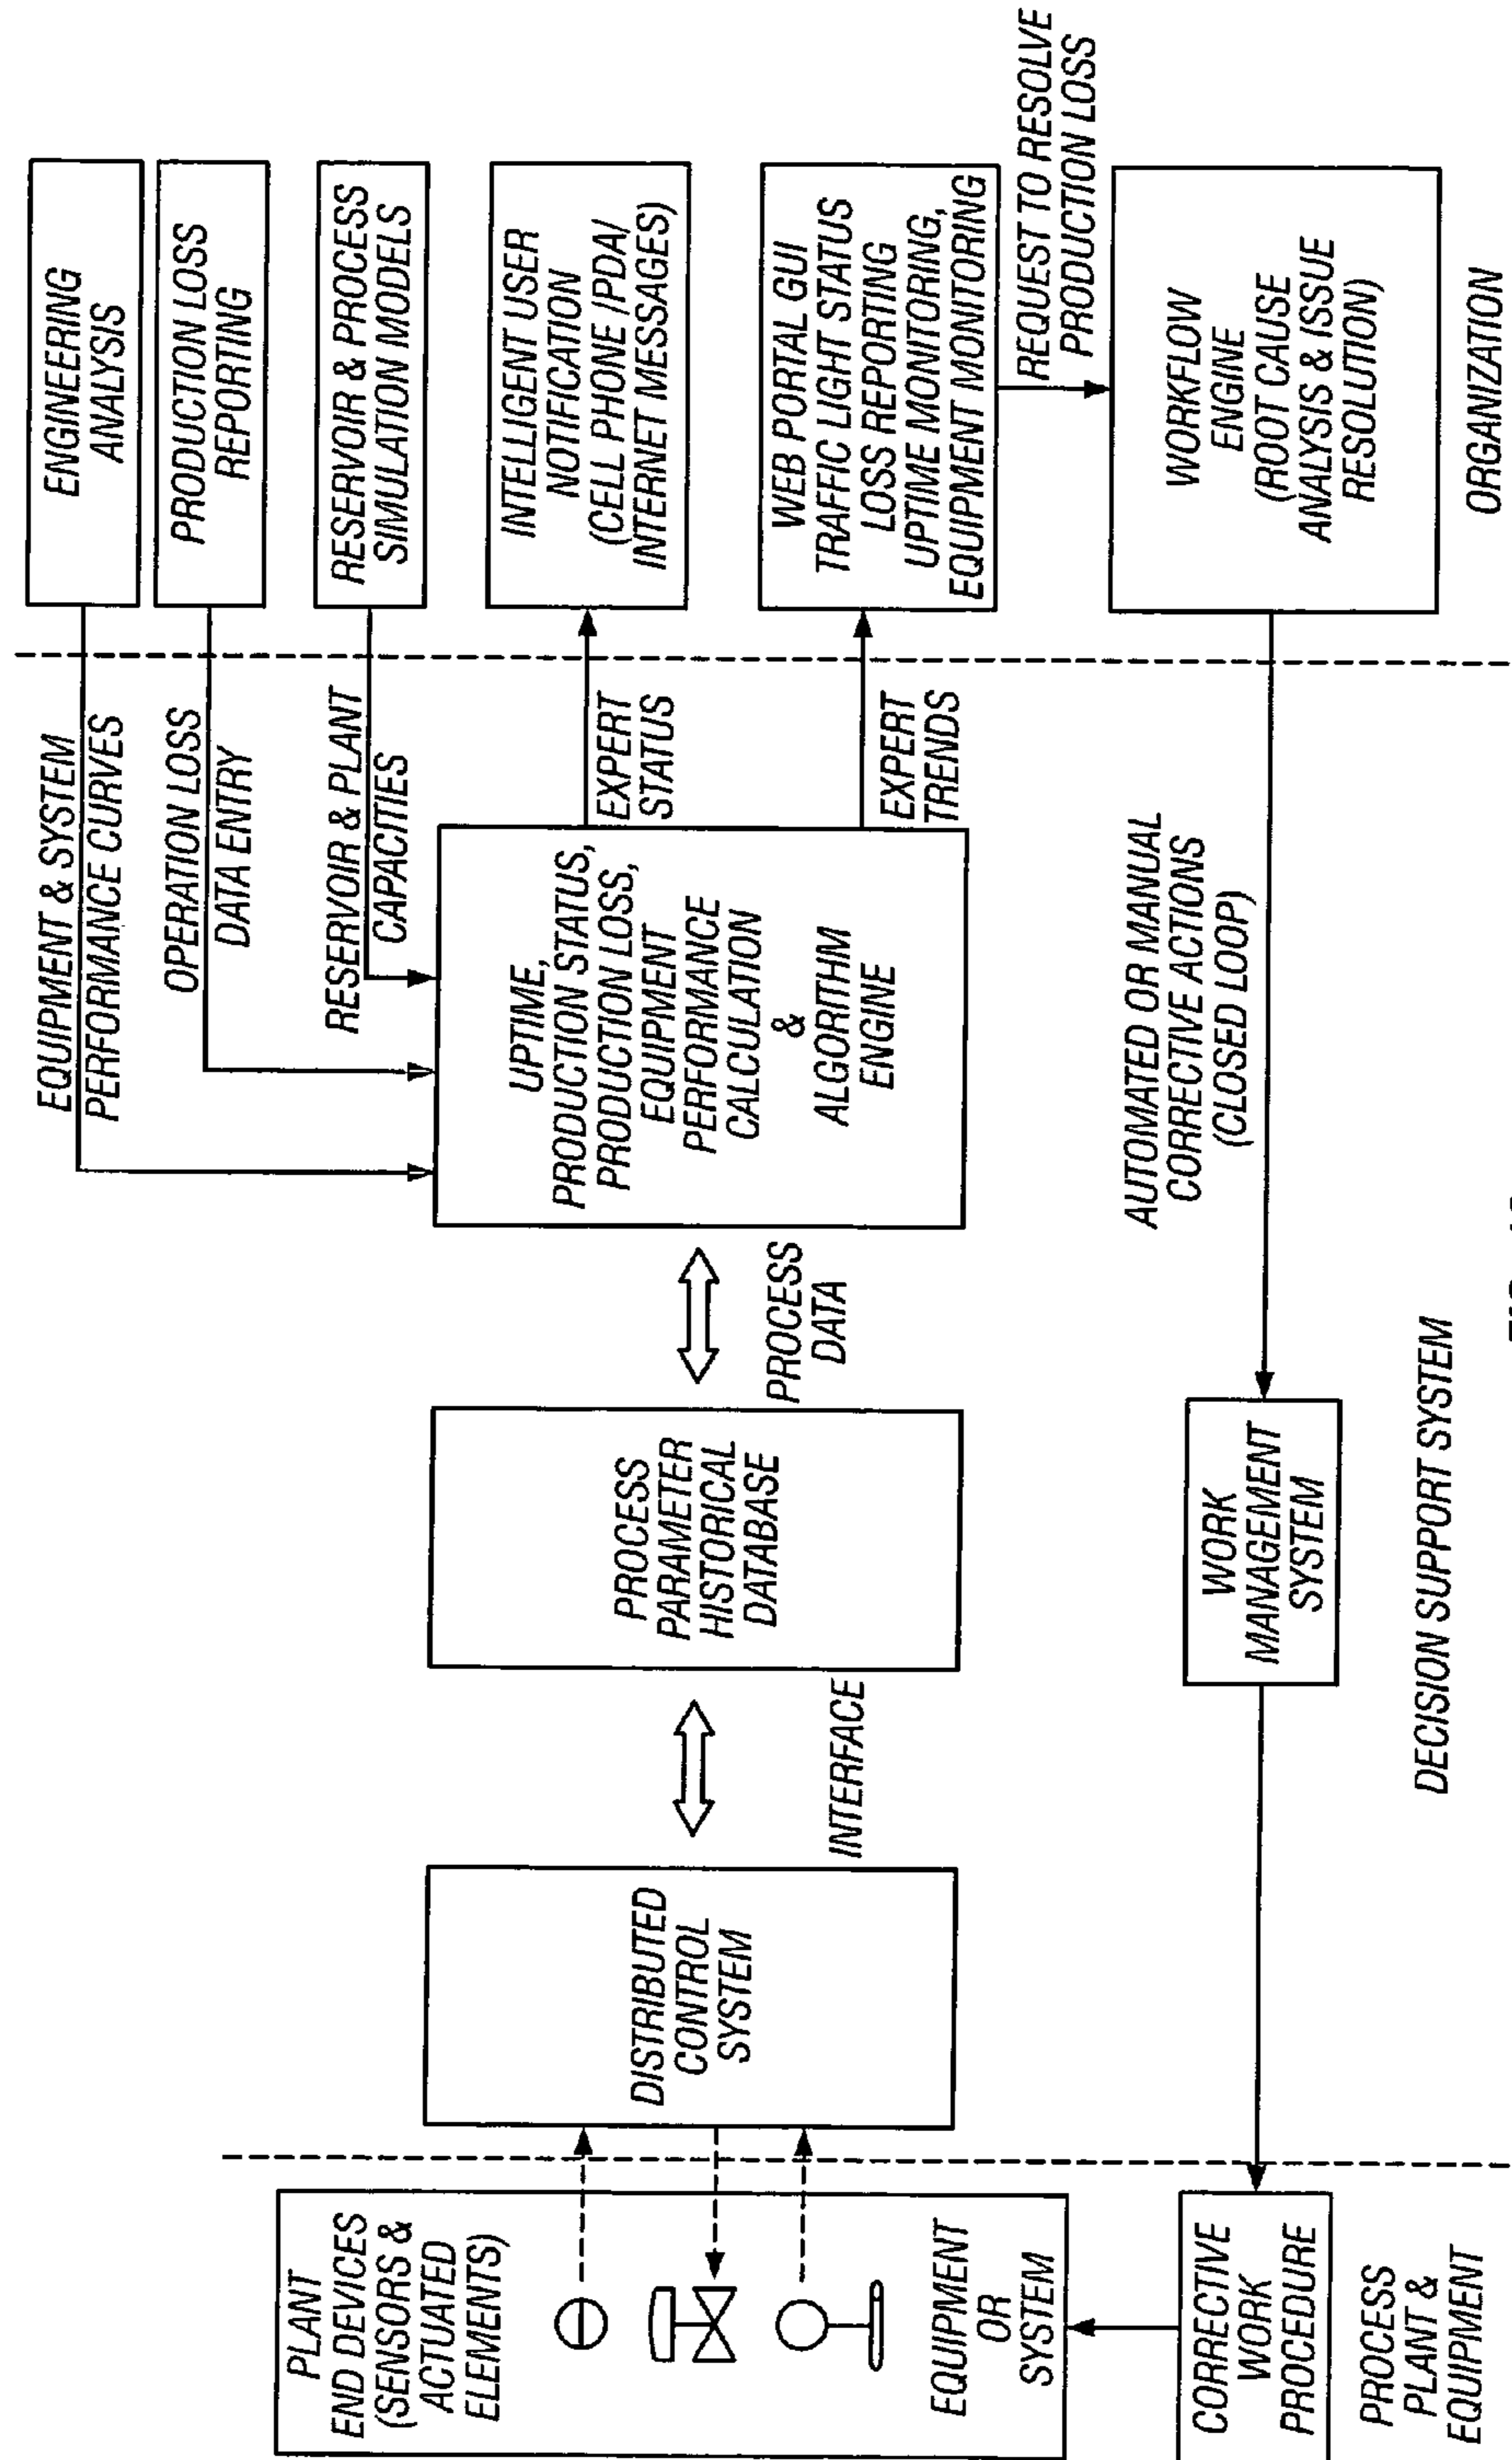 PLANT
END DEVICES
(SENSORS &
ACTUATED
ELEMENTS)
EQUIPMENT
OR
SYSTEM
CORRECTIVE
WORK
PROCEDURE
PROCESS
PLANT &
EQUIPMENT
DISTRIBUTED
CONTROL
SYSTEM
INTERFACE
PROCESS
PARAMETER
HISTORICAL
DATABASE
PROCESS
DATA
WORK
MANAGEMENT
SYSTEM
DECISION SUPPORT SYSTEM
EQUIPMENT & SYSTEM
PERFORMANCE CURVES
OPERATION LOSS
DATA ENTRY
RESERVOIR & PLANT
CAPACITIES
UPTIME,
PRODUCTION STATUS,
PRODUCTION LOSS,
EQUIPMENT
PERFORMANCE
CALCULATION
&
ALGORITHM
ENGINE
EXPERT
STATUS
EXPERT
TRENDS
AUTOMATED OR MANUAL
CORRECTIVE ACTIONS
(CLOSED LOOP)
ENGINEERING
ANALYSIS
PRODUCTION LOSS
REPORTING
RESERVOIR & PROCESS
SIMULATION MODELS
INTELLIGENT USER
NOTIFICATION
(CELL PHONE /PDA/
INTERNET MESSAGES)
WEB PORTAL GUI
TRAFFIC LIGHT STATUS
LOSS REPORTING
UPTIME MONITORING,
EQUIPMENT MONITORING
REQUEST TO RESOLVE
PRODUCTION LOSS
WORKFLOW
ENGINE
(ROOT CAUSE
ANALYSIS & ISSUE
RESOLUTION)
ORGANIZATION